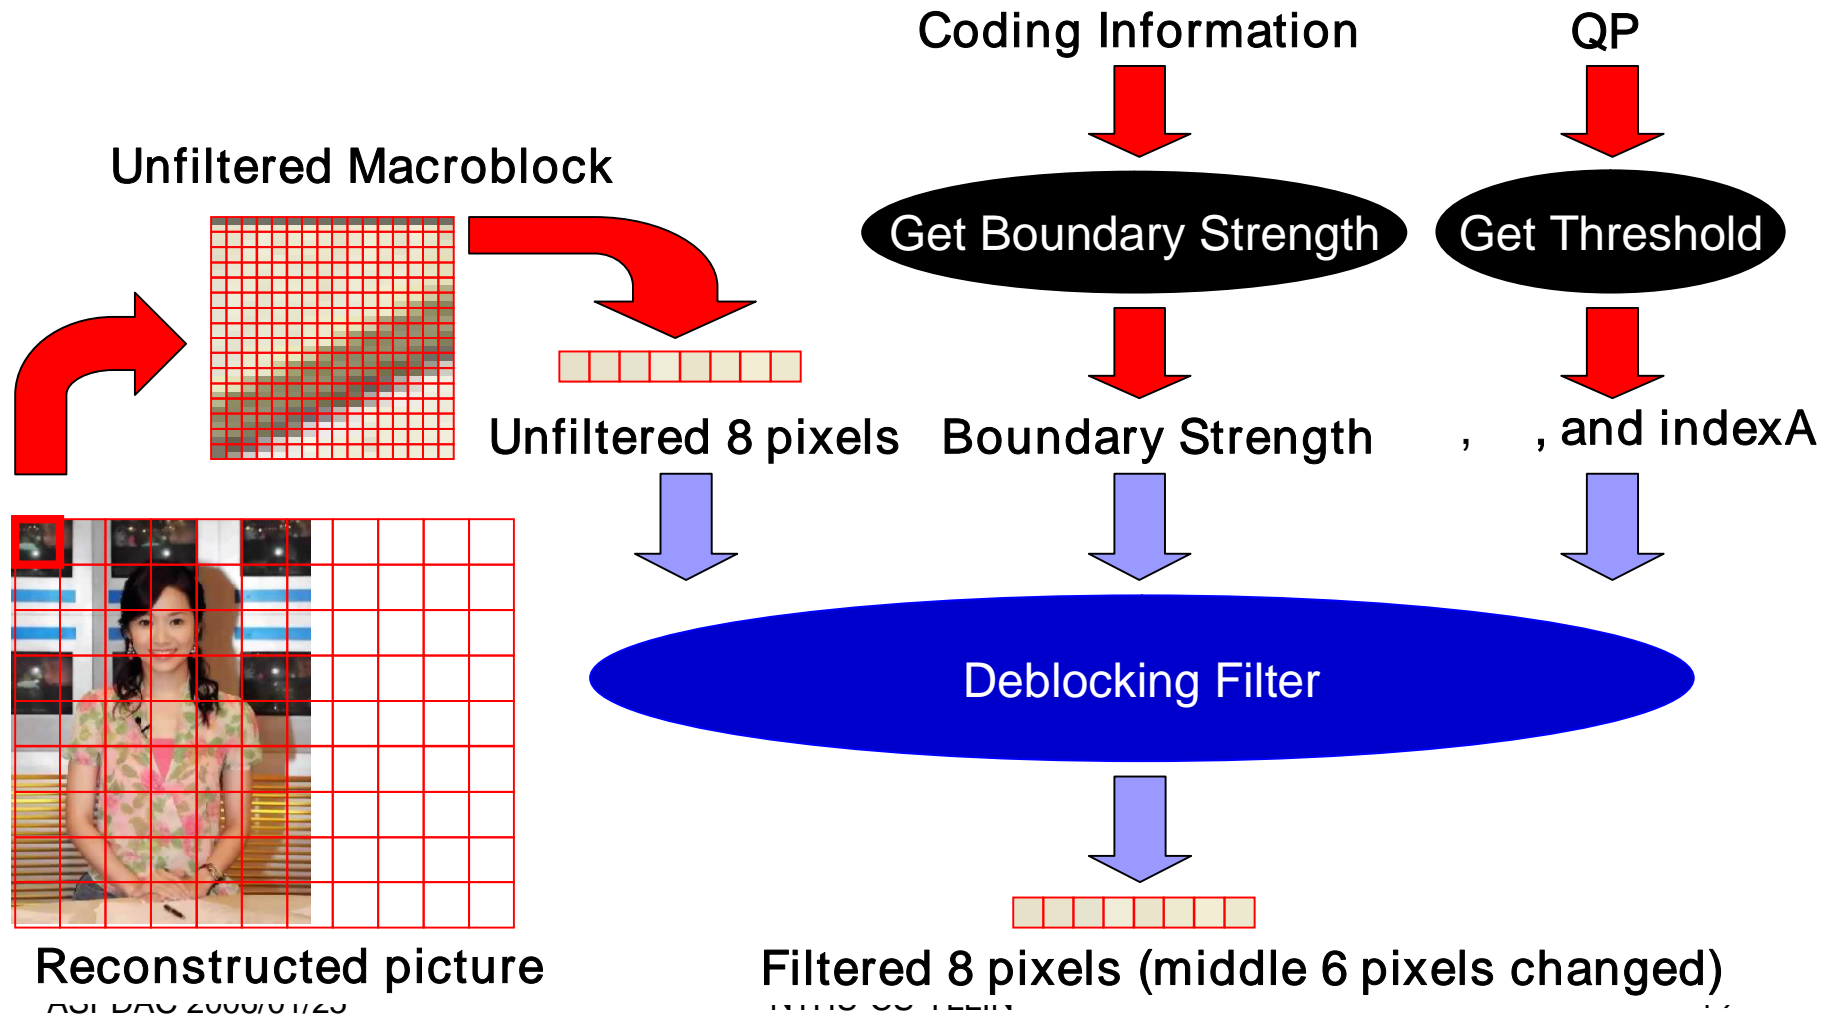 Coding Information
QP
Unfiltered Macroblock
Get Boundary Strength
Get Threshold
Unfiltered 8 pixels
Boundary Strength
, , and indexA
Deblocking Filter
Reconstructed picture
Filtered 8 pixels (middle 6 pixels changed)